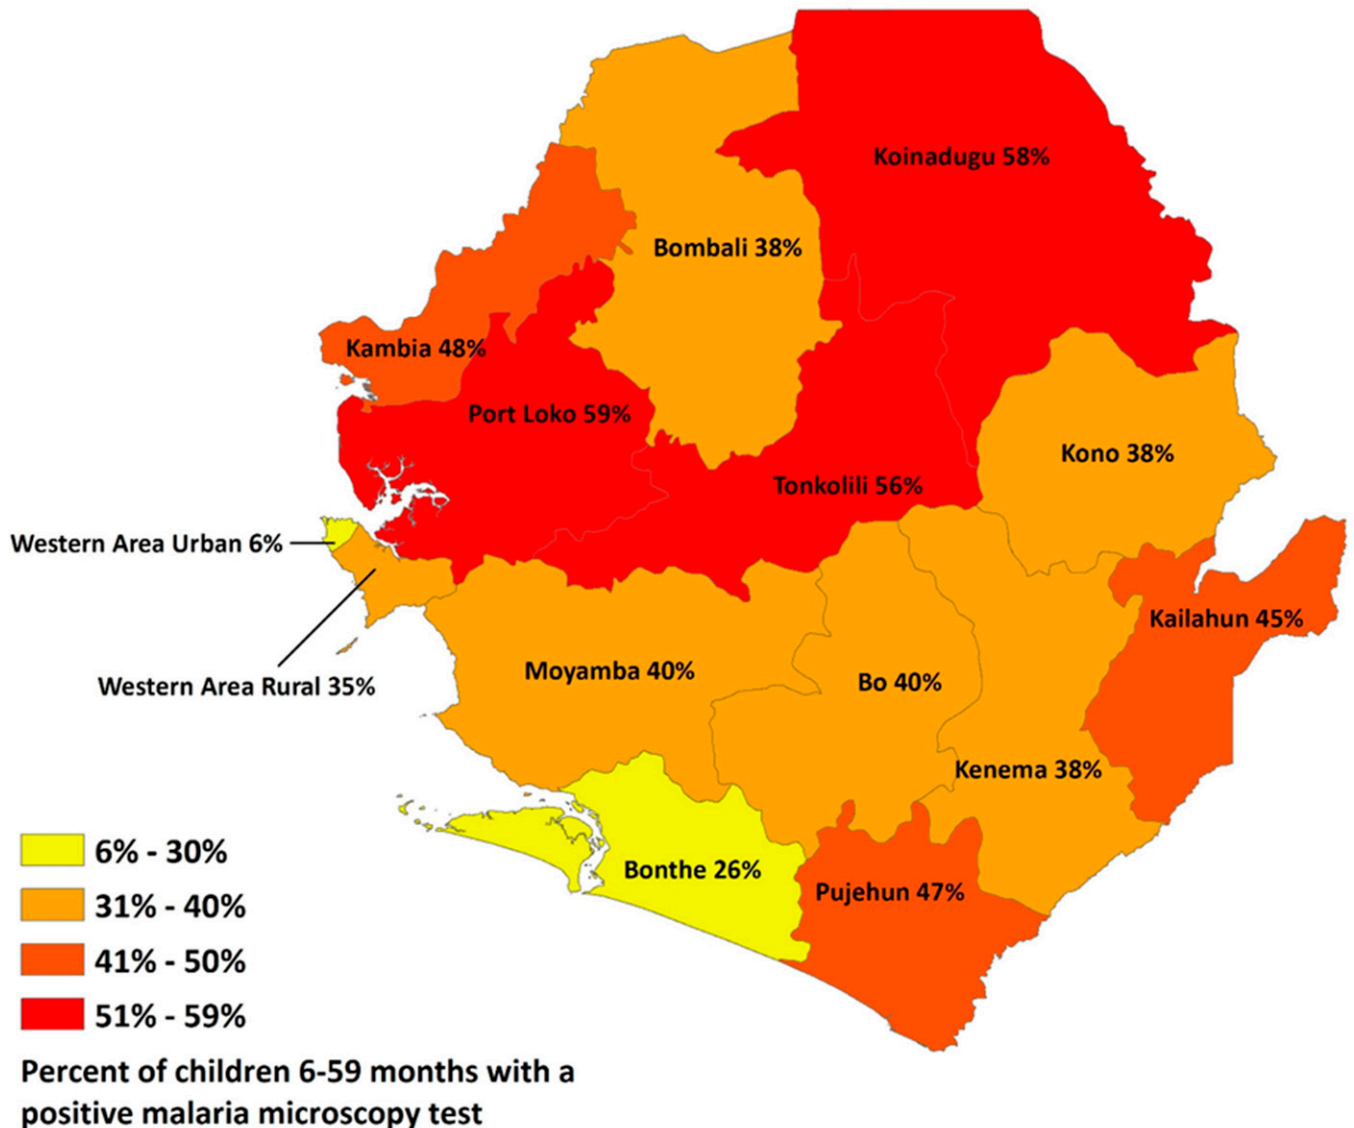 Koinadugu 58%
Bombali 38%
Kambia 48%
Port Loko 59%
Kono 38%
Tonkolili 56%
Western Area Urban 6%
Kailahun 45%
Moyamba 40%
Bo 40%
Western Area Rural 35%
Kenema 38%
Bonthe 26%
Pujehun 47%
6% - 30%
31% - 40%
41% - 50%
51% - 59%
Percent of children 6-59 months with a
positive malaria microscopy test